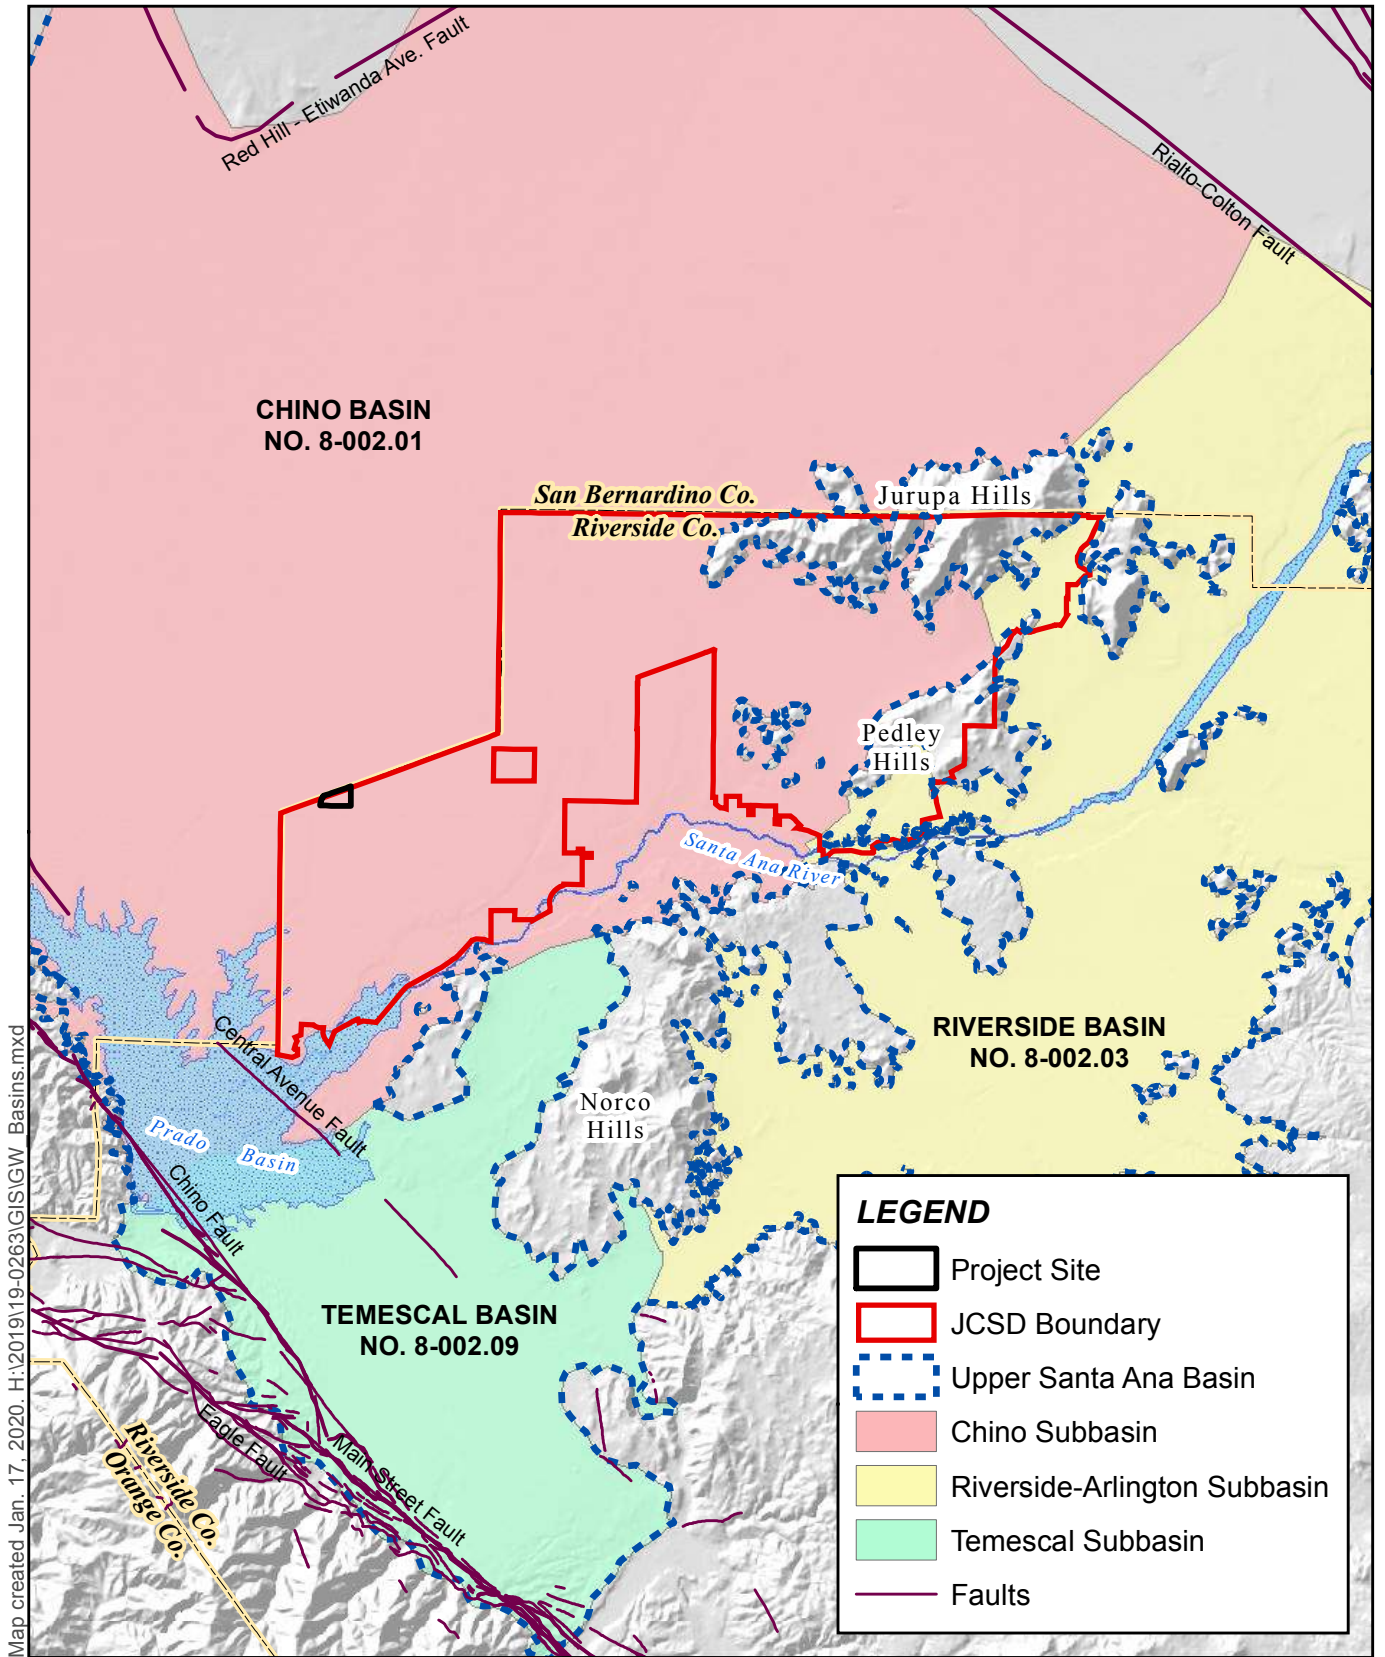 Red Hill - Etiwanda Ave. Fault
Rialto-Colton Fault
CHINO BASIN
NO. 8-002.01
San Bernardino Co.
Riverside Co.
Jurupa Hills
Pedley
Hills
Santa Ana River
Central Avenue Fault
RIVERSIDE BASIN
NO. 8-002.03
Norco
Hills
Prado Basin
Chino Fault
TEMESCAL BASIN
NO. 8-002.09
Eagle Fault
Main Street Fault
Riverside Co.
Orange Co.
LEGEND
Project Site
JCSD Boundary
Upper Santa Ana Basin
Chino Subbasin
Riverside-Arlington Subbasin
Temescal Subbasin
Faults
Map created Jan. 17, 2020. H:\2019\19-0263\GIS\GW_Basins.mxd